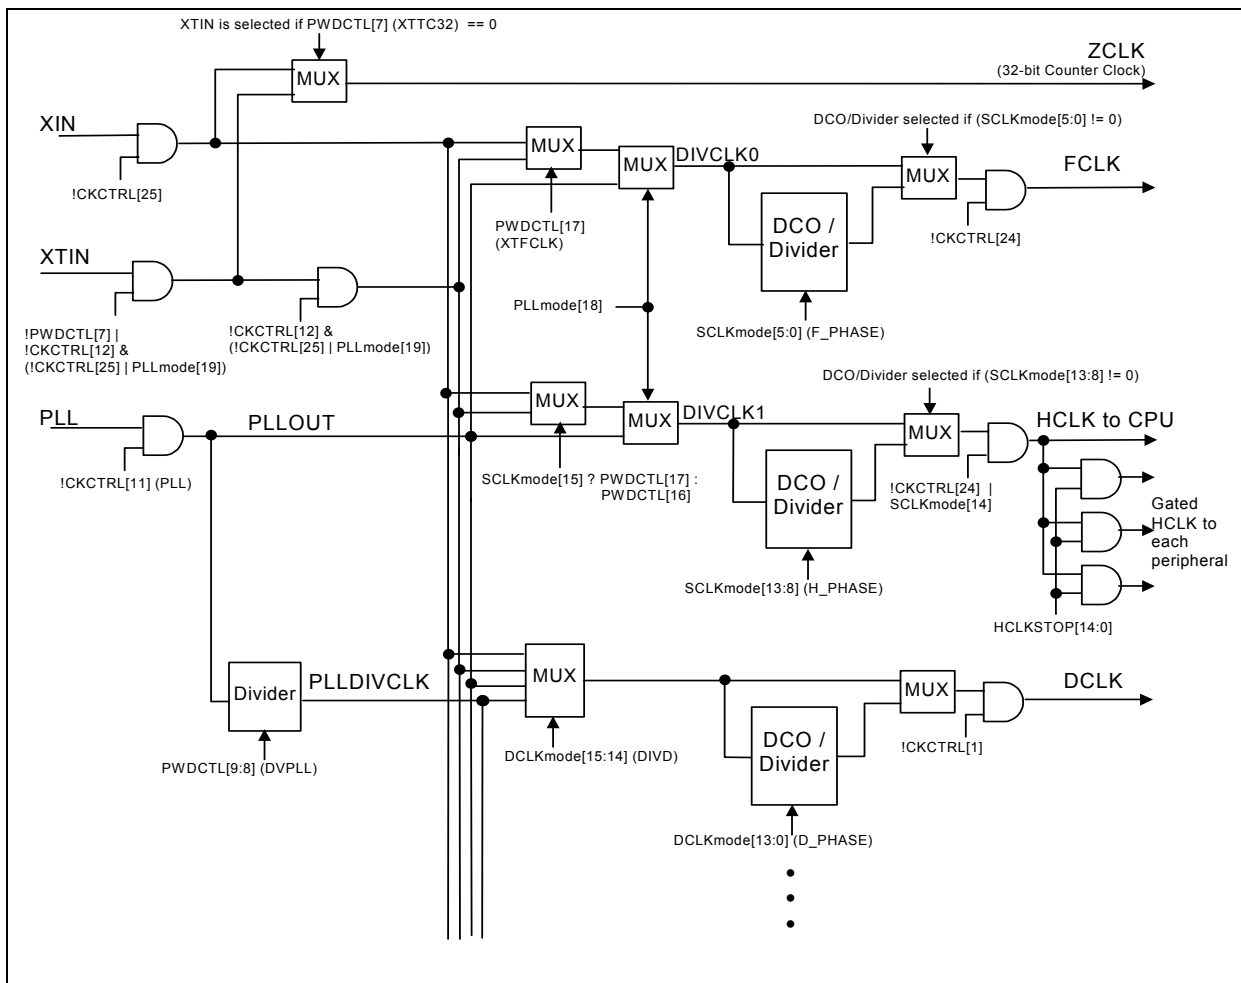 XTIN is selected if PWDCTL[7] (XTTC32) == 0
ZCLK
(32-bit Counter Clock)
MUX
XIN
!CKCTRL[25]
MUX
PWDCTL[17]
(XTFCLK)
MUX
DIVCLK0
DCO/Divider selected if (SCLKmode[5:0] != 0)
MUX
FCLK
!CKCTRL[24]
DCO /
Divider
SCLKmode[5:0] (F_PHASE)
XTIN
!PWDCTL[7] |
!CKCTRL[12] &
(!CKCTRL[25] | PLLmode[19])
!CKCTRL[12] &
(!CKCTRL[25] | PLLmode[19])
PLLmode[18]
DCO/Divider selected if (SCLKmode[13:8] != 0)
PLL
PLLOUT
!CKCTRL[11] (PLL)
MUX
SCLKmode[15] ? PWDCTL[17] :
PWDCTL[16]
MUX
DIVCLK1
MUX
HCLK to CPU
!CKCTRL[24] |
SCLKmode[14]
DCO /
Divider
SCLKmode[13:8] (H_PHASE)
Gated
HCLK to
each
peripheral
HCLKSTOP[14:0]
Divider
PLLDIVCLK
PWDCTL[9:8] (DVPLL)
MUX
DCLKmode[15:14] (DIVD)
MUX
DCLK
!CKCTRL[1]
DCO /
Divider
DCLKmode[13:0] (D_PHASE)